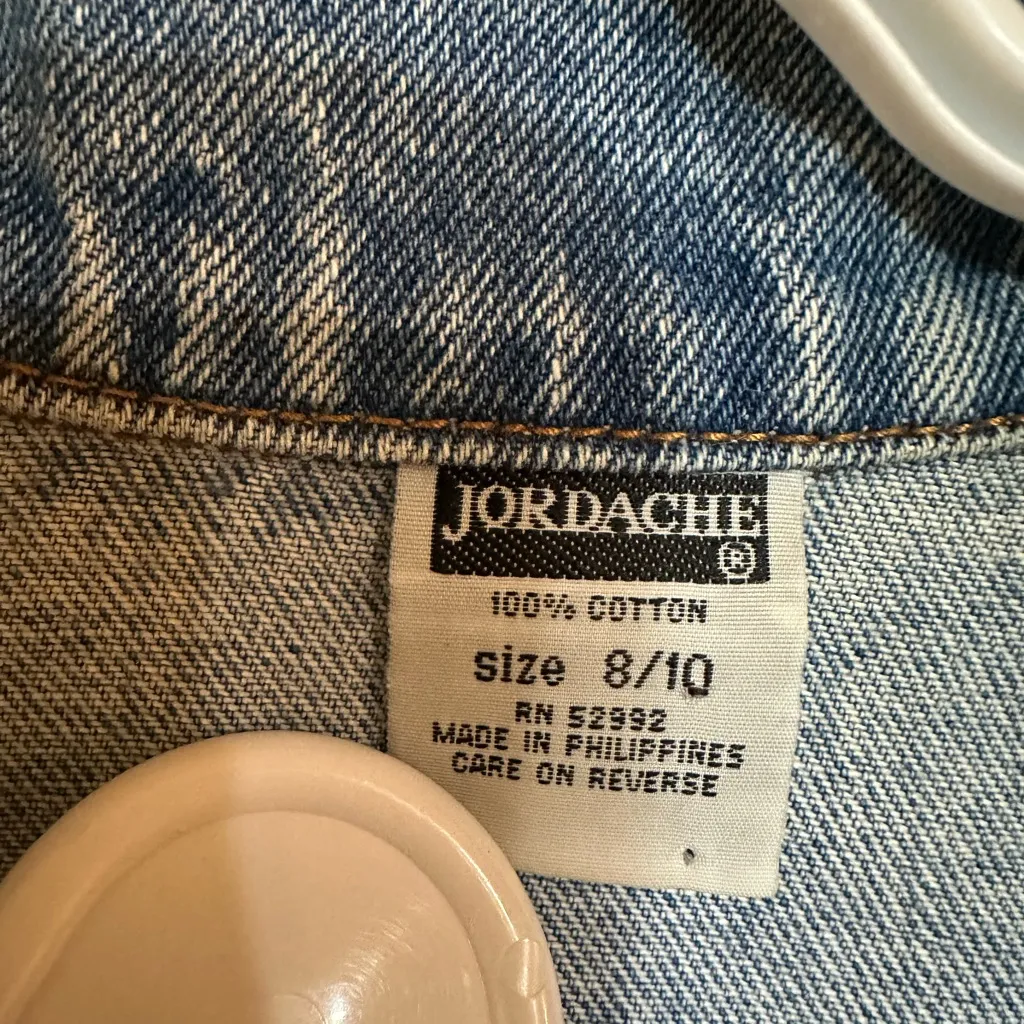 JORDACHE
®
100% COTTON
size 8/10
RN 52992
MADE IN PHILIPPINES
CARE ON REVERSE